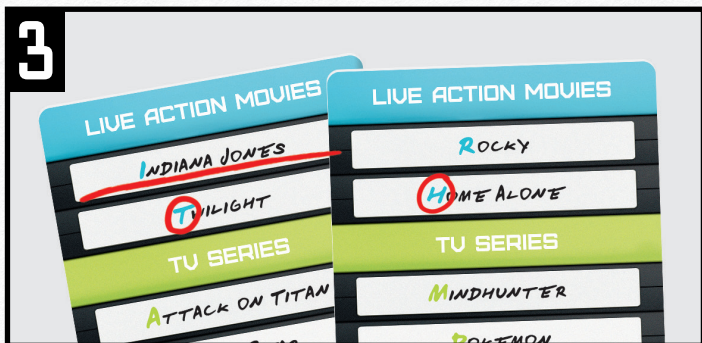 3
LIVE ACTION MOVIES
INDIANA JONES
TWILIGHT
TV SERIES
ATTACK ON TITAN
LIVE ACTION MOVIES
ROCKY
HOME ALONE
TV SERIES
MINDHUNTER
POKEMON